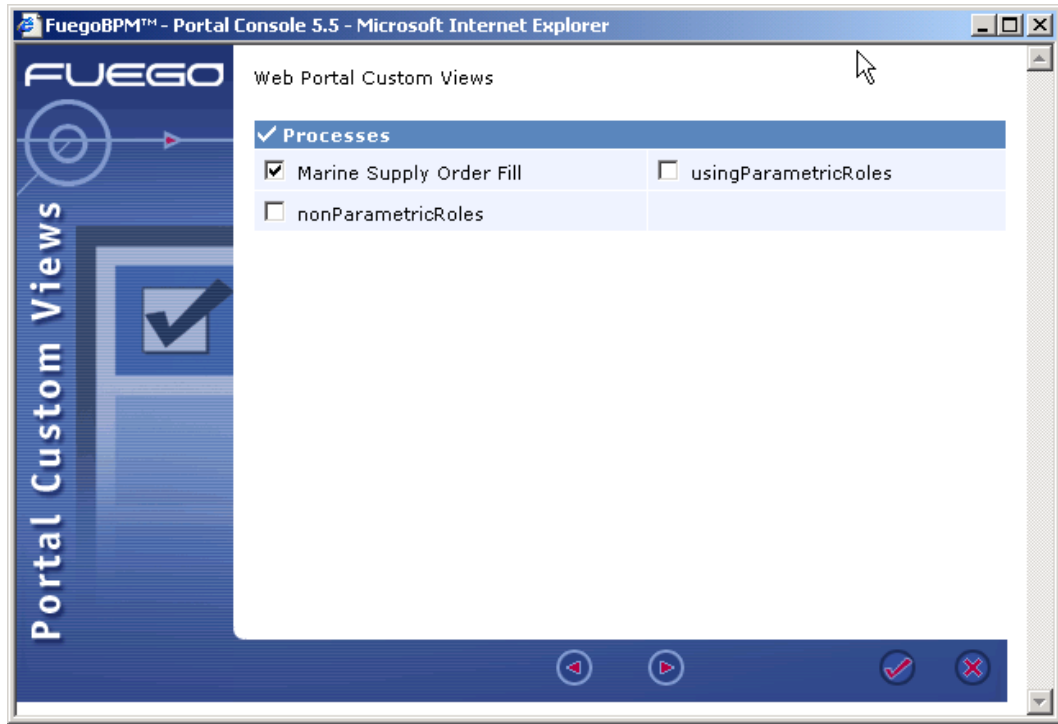 FuegoBPM™ - Portal Console 5.5 - Microsoft Internet Explorer
FUEGO
Web Portal Custom Views
Processes
Marine Supply Order Fill
usingParametricRoles
nonParametricRoles
Portal Custom Views